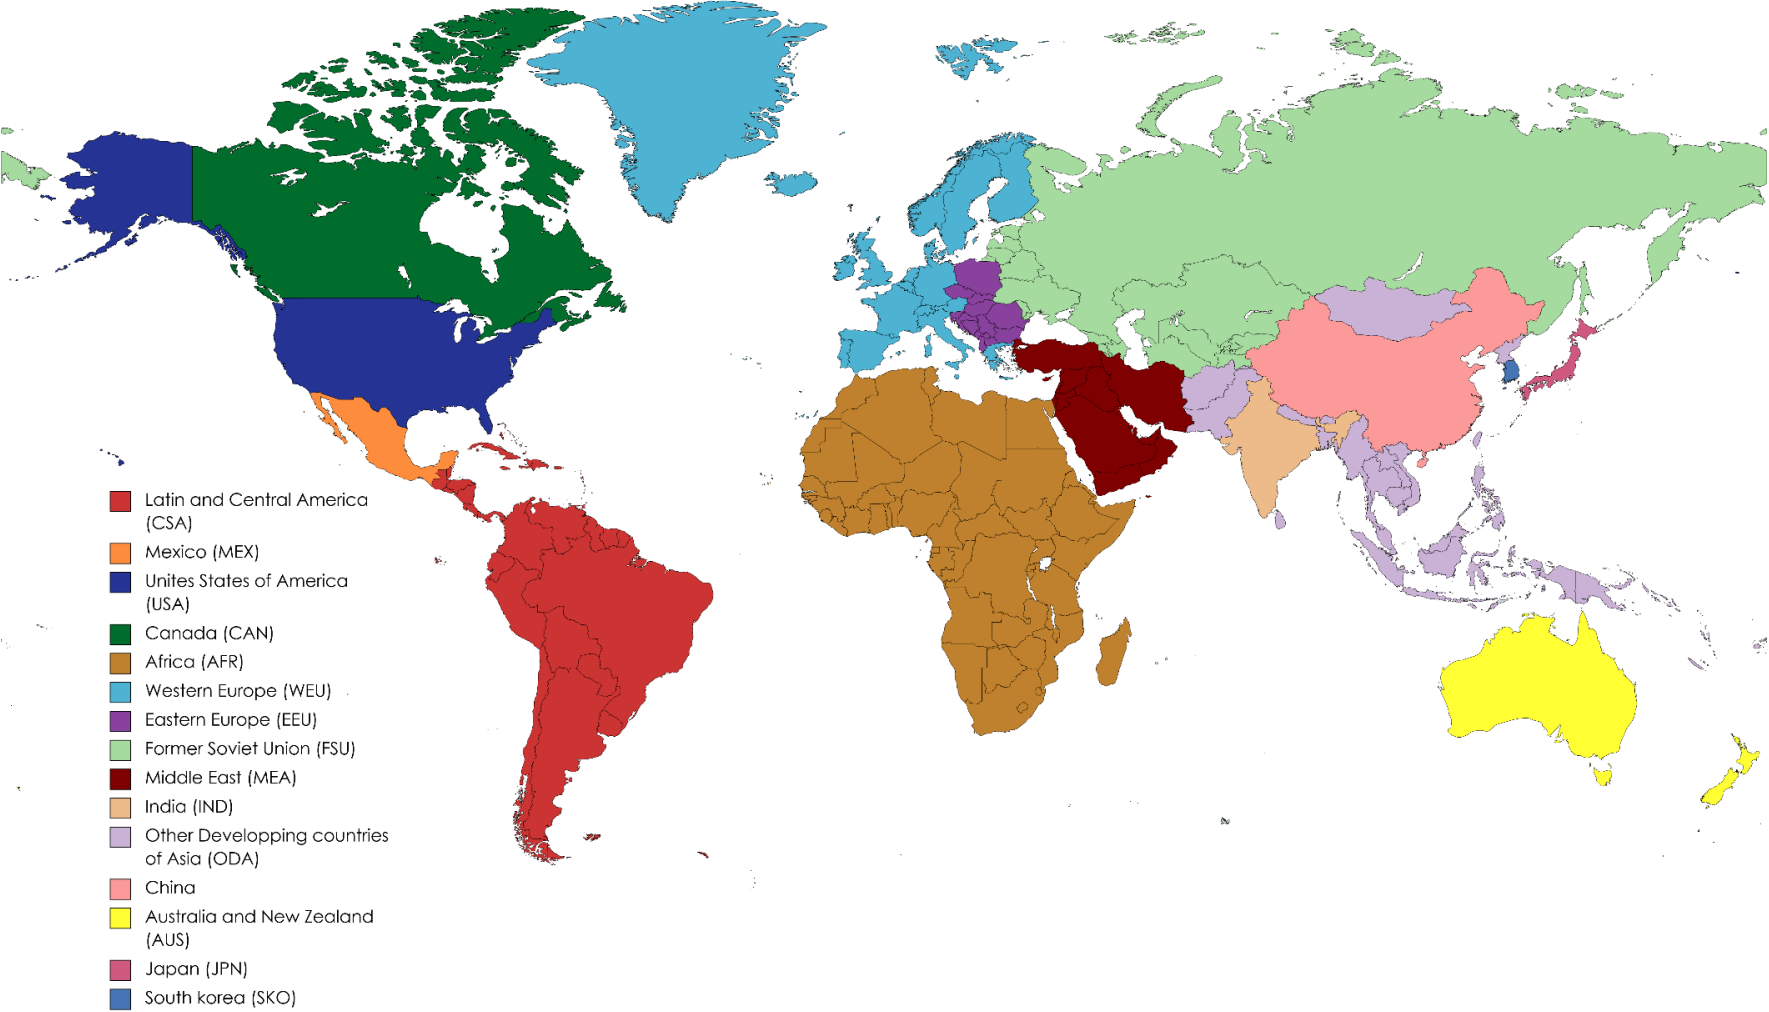 Latin and Central America
(CSA)
Mexico (MEX)
Unites States of America
(USA)
Canada (CAN)
Africa (AFR)
Western Europe (WEU)
Eastern Europe (EEU)
Former Soviet Union (FSU)
Middle East (MEA)
India (IND)
Other Developping countries
of Asia (ODA)
China
Australia and New Zealand
(AUS)
Japan (JPN)
South korea (SKO)